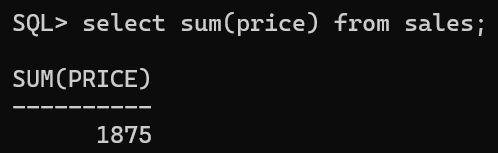 SQL> select sum(price) from sales;
SUM(PRICE)
----------
1875